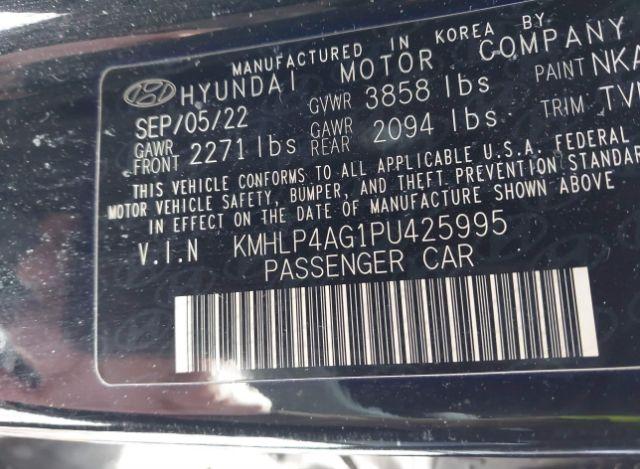 MANUFACTURED IN KOREA BY
HYUNDAI MOTOR COMPANY
SEP/05/22 GVWR 3858 lbs PAINT NKA
GAWR FRONT 2271 lbs GAWR REAR 2094 lbs TRIM
THIS VEHICLE CONFORMS TO ALL APPLICABLE U.S.A. FEDERAL
MOTOR VEHICLE SAFETY, BUMPER, AND THEFT PREVENTION STANDAR
IN EFFECT ON THE DATE OF MANUFACTURE SHOWN ABOVE
V.I.N KMHLP4AG1PU425995
PASSENGER CAR